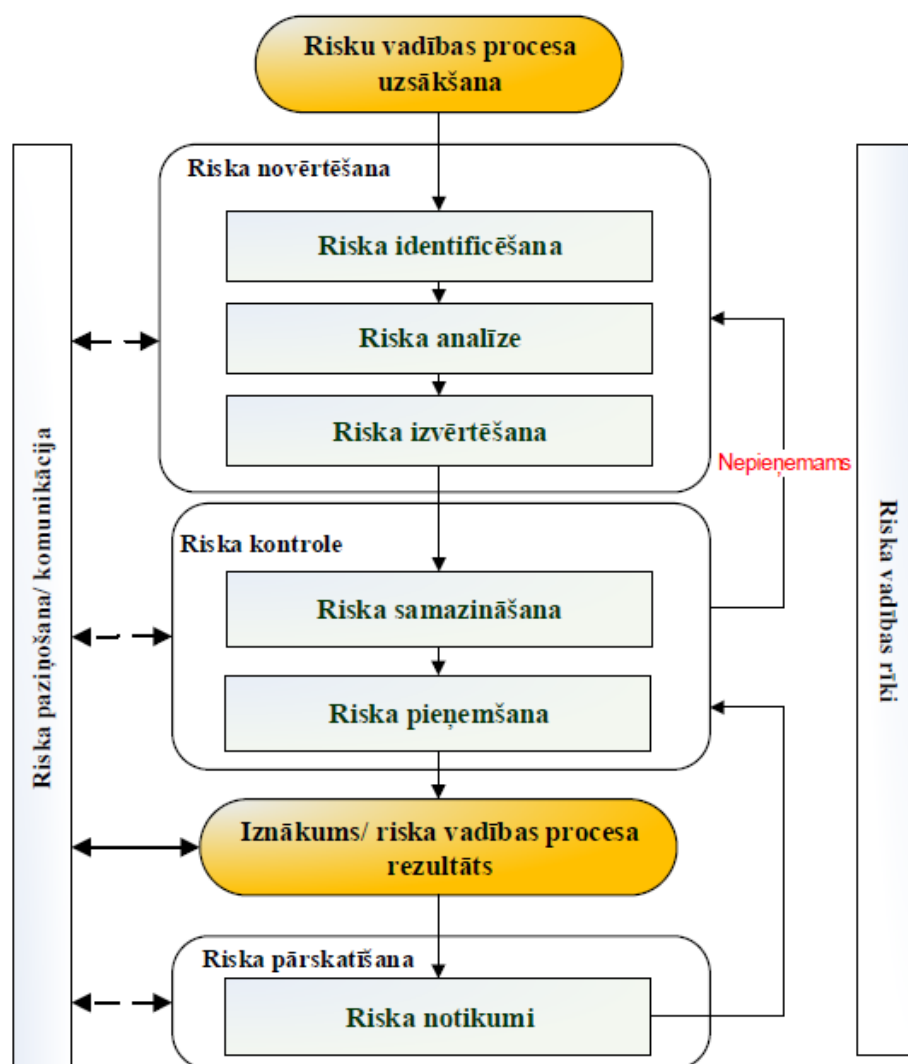 Risku vadības procesa
uzsākšana
Riska novērtēšana
Riska identificēšana
Riska analīze
Riska izvērtēšana
Nepieņemams
Riska kontrole
Riska samazināšana
Riska pieņemšana
Iznākums/ riska vadības procesa
rezultāts
Riska pārskatīšana
Riska notikumi
Riska paziņošana/ komunikācija
Riska vadības rīki